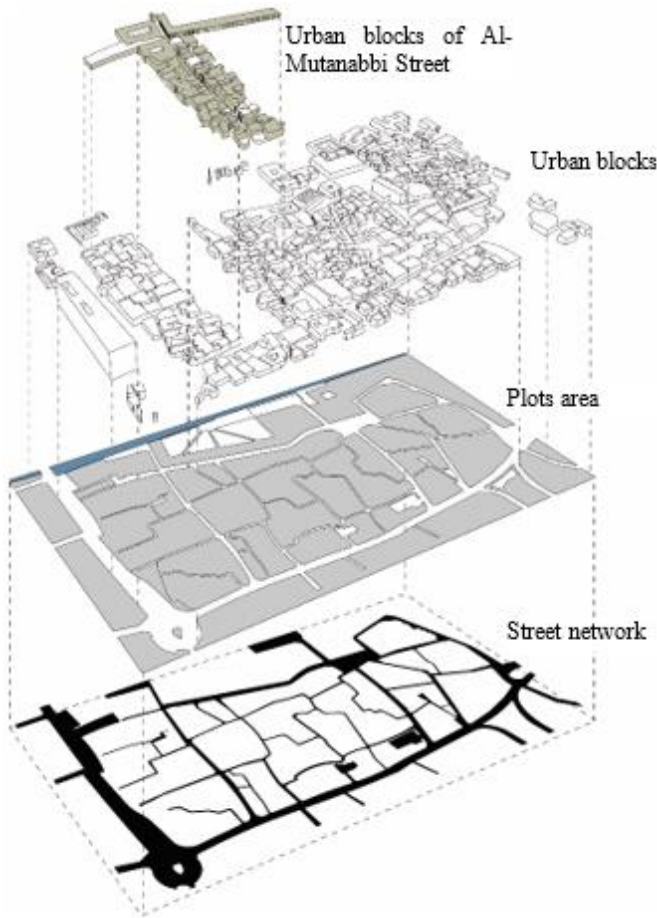 Urban blocks of Al-
Mutanabbi Street
Urban blocks
Plots area
Street network